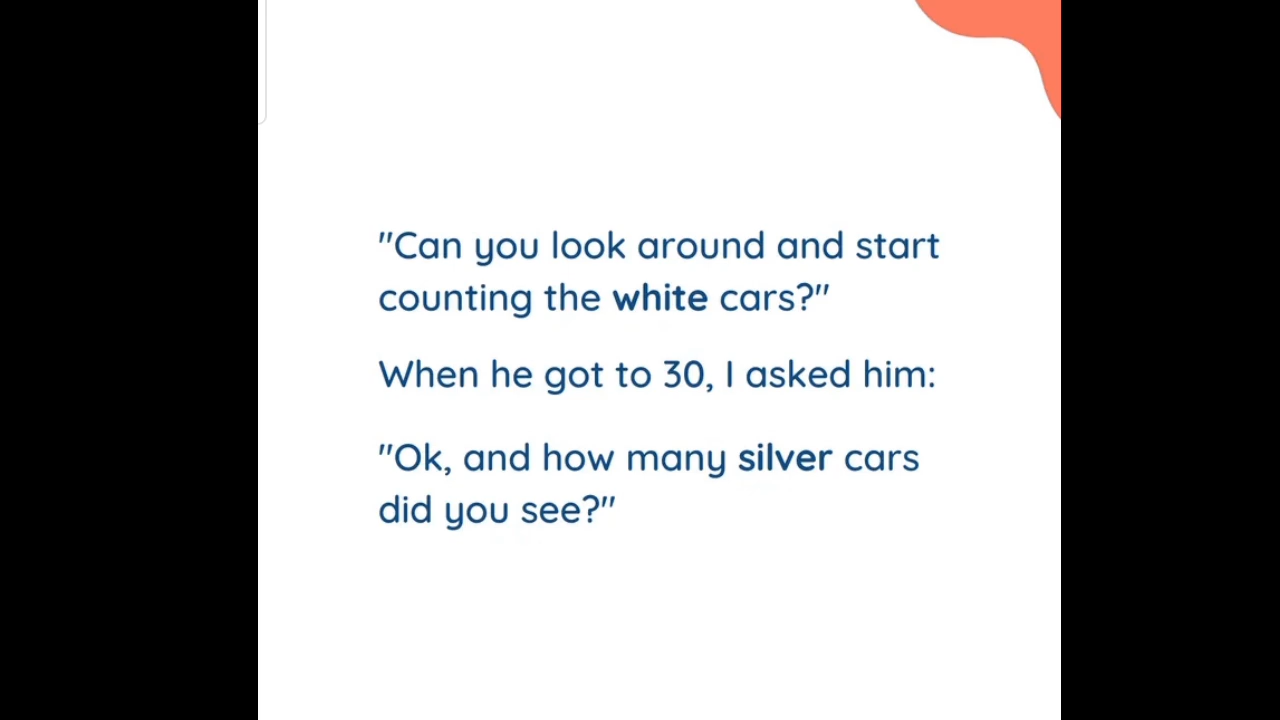 "Can you look around and start
counting the white cars?"
When he got to 30, I asked him:
"Ok, and how many silver cars
did you see?"